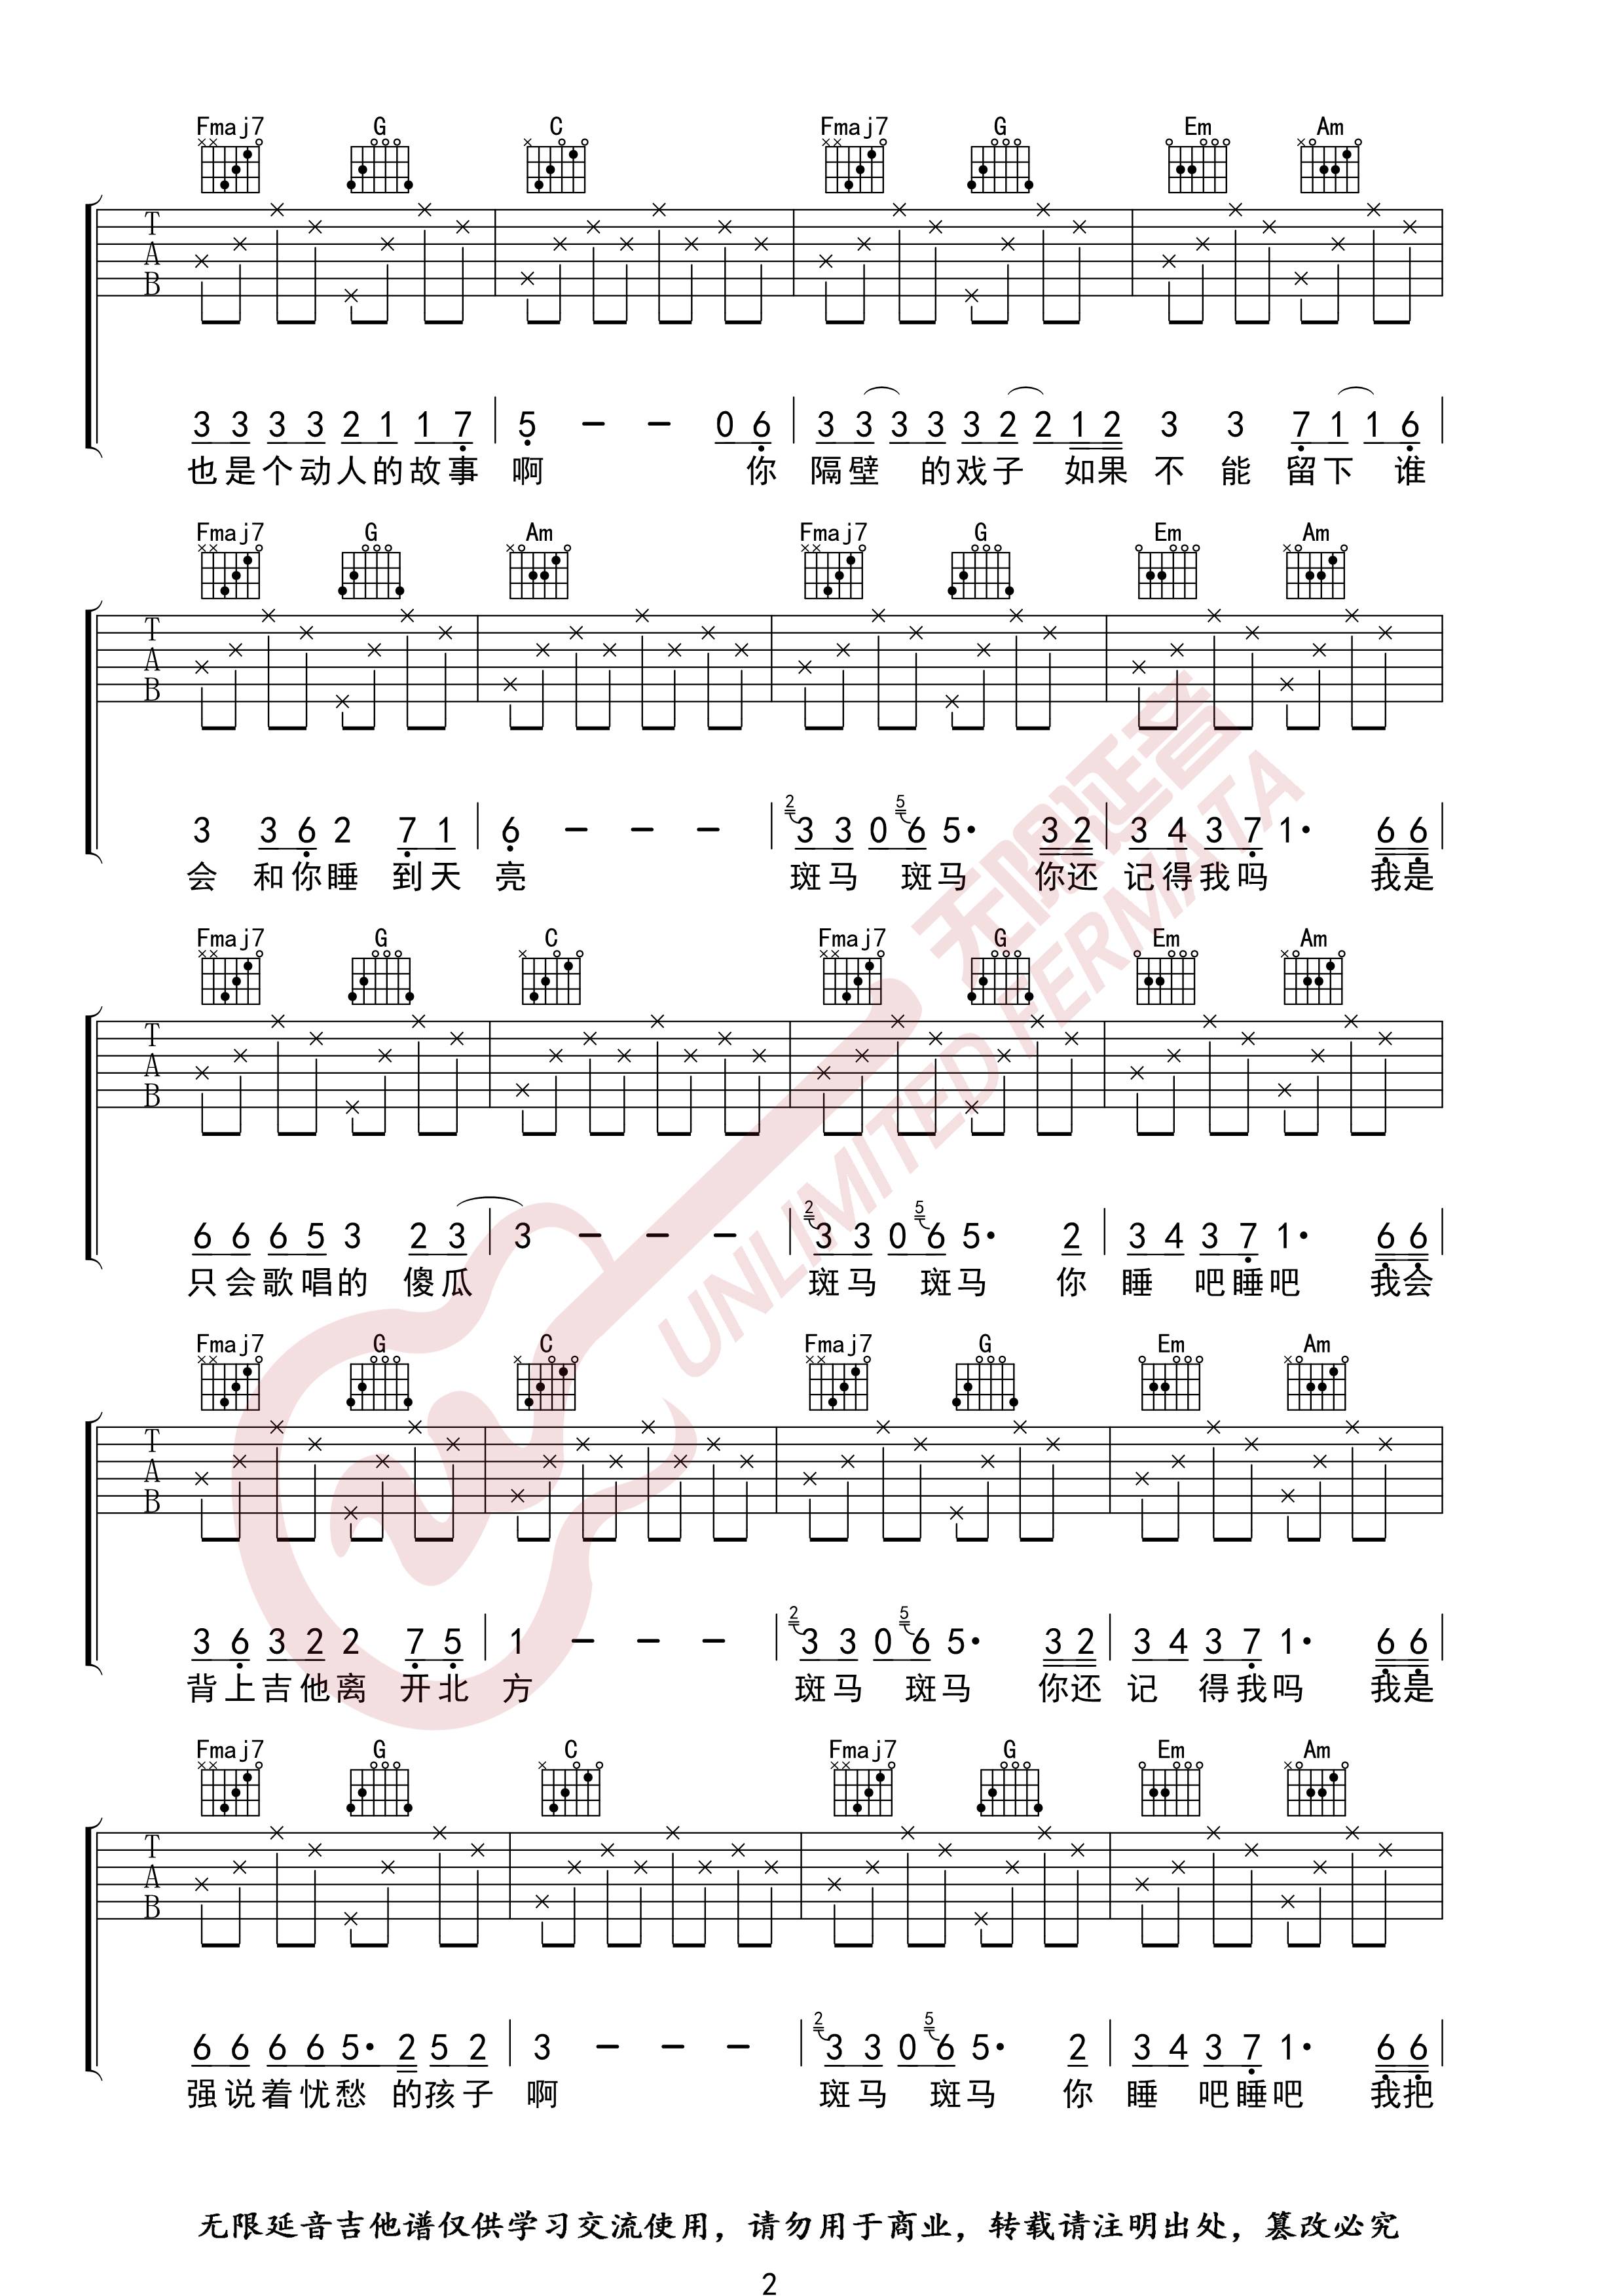 Fmaj7 G C Fmaj7 G Em Am
T
A
B
3 3 3 3 2 1 1 7 | 5 - - 0 6 | 3 3 3 3 3 2 2 1 2 3 3 7 1 1 6 |
也是个动人的故事 啊 你 隔壁 的戏子 如果 不 能 留下 谁
Fmaj7 G Am Fmaj7 G Em Am
T
A
B
3 3 6 2 7 1 | 6 - - - | 2 3 3 0 5 6 5· 3 2 | 3 4 3 7 1· 6 6 |
会 和你睡 到天 亮 斑马 斑马 你还 记得我吗 我是
Fmaj7 G C Fmaj7 G Em Am
T
A
B
6 6 6 5 3 2 3 | 3 - - - | 2 3 3 0 5 6 5· 2 | 3 4 3 7 1· 6 6 |
只会歌唱的 傻瓜 斑马 斑马 你 睡 吧睡吧 我会
Fmaj7 G C Fmaj7 G Em Am
T
A
B
3 6 3 2 2 7 5 | 1 - - - | 2 3 3 0 5 6 5· 3 2 | 3 4 3 7 1· 6 6 |
背上吉他离 开北 方 斑马 斑马 你还 记 得我吗 我是
Fmaj7 G C Fmaj7 G Em Am
T
A
B
6 6 6 6 5· 2 5 2 | 3 - - - | 2 3 3 0 5 6 5· 2 | 3 4 3 7 1· 6 6 |
强说着忧愁 的孩子 啊 斑马 斑马 你 睡 吧睡吧 我把
无限延音
UNLIMITED FERMATA
无限延音吉他谱仅供学习交流使用，请勿用于商业，转载请注明出处，篡改必究
2